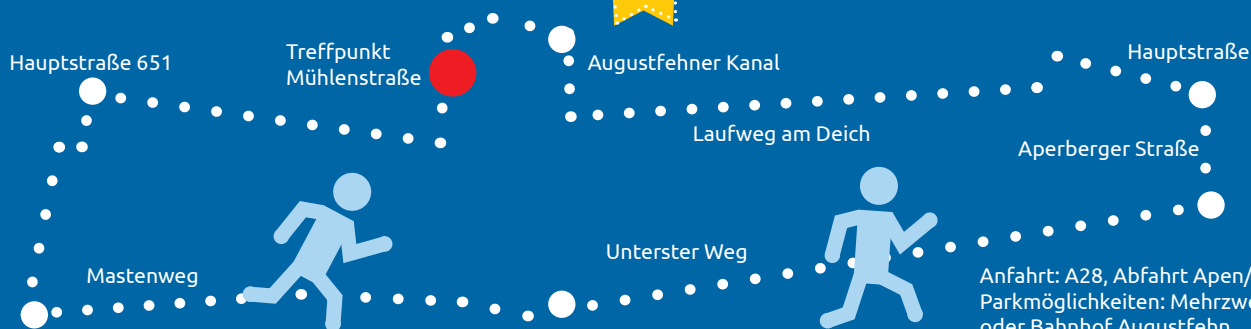 Hauptstraße 651
Treffpunkt
Mühlenstraße
Augustfehner Kanal
Hauptstraße
Laufweg am Deich
Aperberger Straße
Unterster Weg
Mastenweg
Anfahrt: A28, Abfahrt Apen/
Parkmöglichkeiten: Mehrzwe
oder Bahnhof Augustfehn